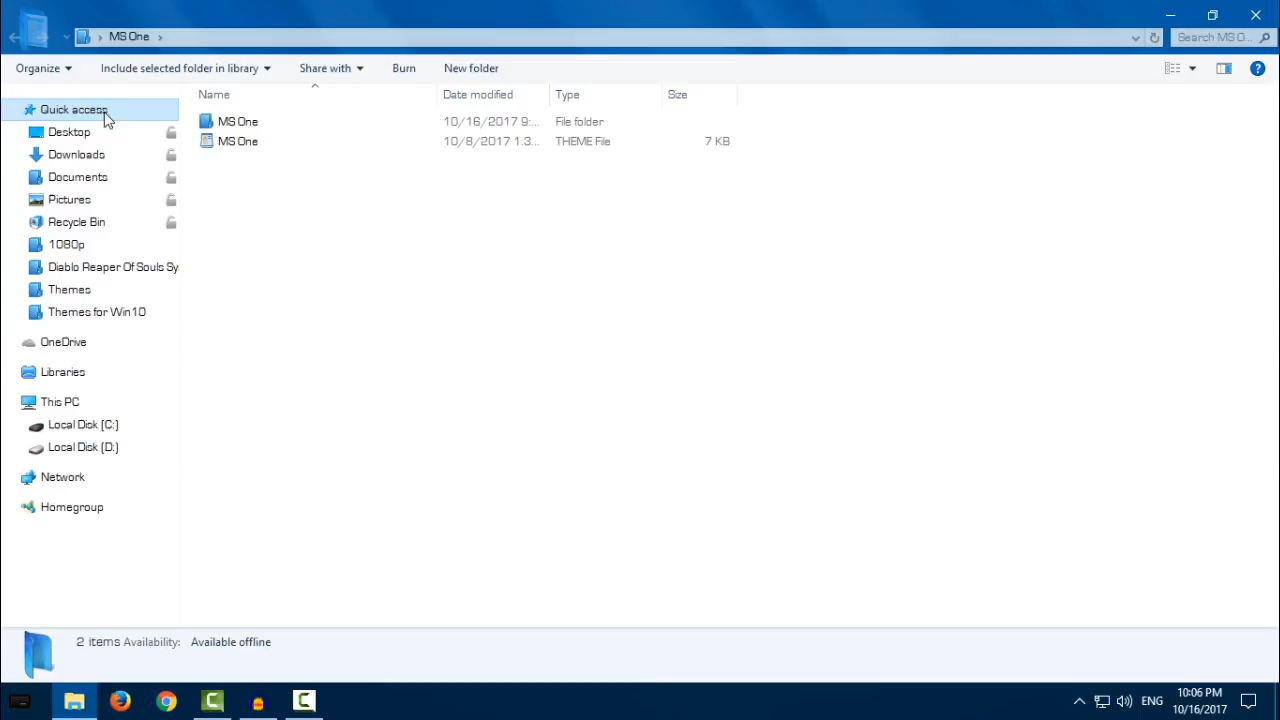 MS One
Search MS O...
Organize
Include selected folder in library
Share with
Burn
New folder
Name
Date modified
Type
Size
Quick access
Desktop
Downloads
Documents
Pictures
Recycle Bin
1080p
Diablo Reaper Of Souls Sy
Themes
Themes for Win10
OneDrive
Libraries
This PC
Local Disk (C:)
Local Disk (D:)
Network
Homegroup
MS One 10/16/2017 9:... File folder
MS One 10/8/2017 1:3... THEME File 7 KB
2 items Availability: Available offline
ENG
10:06 PM
10/16/2017